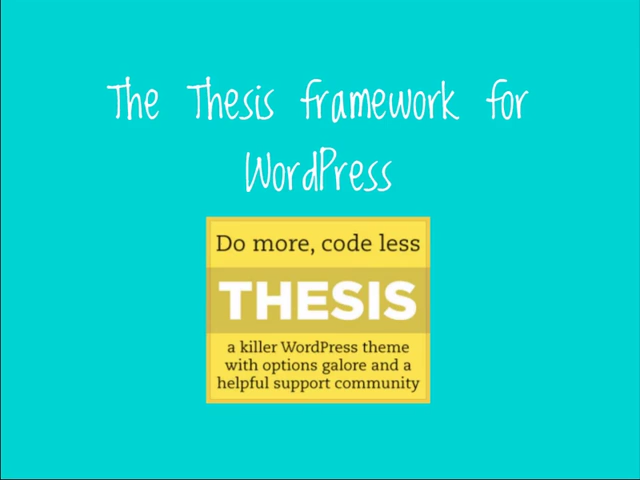 The Thesis Framework for
WordPress
Do more, code less
THESIS
a killer WordPress theme
with options galore and a
helpful support community